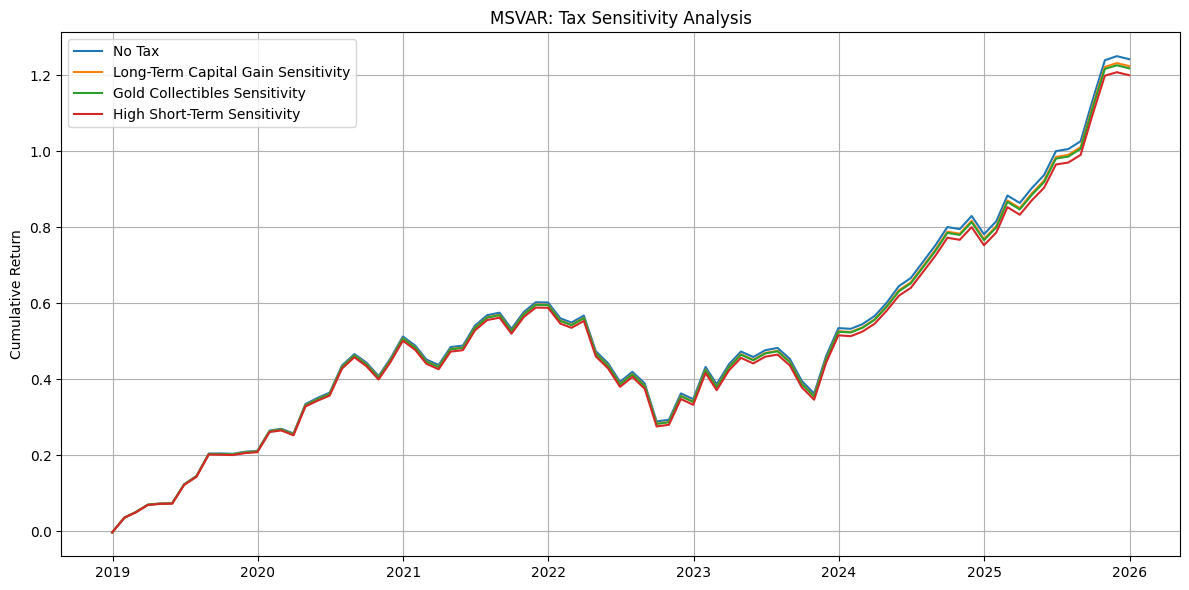 MSVAR: Tax Sensitivity Analysis
No Tax
Long-Term Capital Gain Sensitivity
Gold Collectibles Sensitivity
High Short-Term Sensitivity
Cumulative Return
1.2
1.0
0.8
0.6
0.4
0.2
0.0
2019 2020 2021 2022 2023 2024 2025 2026